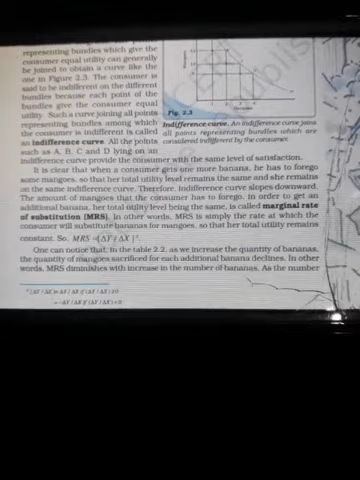 representing bundles which give the
consumer equal utility can generally
be joined to obtain a curve like the
one in Figure 2.3. The consumer is
said to be indifferent on the different
bundles because each point of the
bundles give the consumer equal
utility. Such a curve joining all points
representing bundles among which
the consumer is indifferent is called
an indifference curve. All the points
such as A, B, C and D lying on an
Fig. 2.3
Indifference curve. An indifference curve joins
all points representing bundles which are
considered indifferent by the consumer.
indifference curve provide the consumer with the same level of satisfaction.
It is clear that when a consumer gets one more banana, he has to forego
some mangoes, so that her total utility level remains the same and she remains
on the same indifference curve. Therefore, indifference curve slopes downward.
The amount of mangoes that the consumer has to forego, in order to get an
additional banana, her total utility level being the same, is called marginal rate
of substitution (MRS). In other words, MRS is simply the rate at which the
consumer will substitute bananas for mangoes, so that her total utility remains
constant. So, MRS =|ΔY / ΔX |³.
One can notice that, in the table 2.2, as we increase the quantity of bananas,
the quantity of mangoes sacrificed for each additional banana declines. In other
words, MRS diminishes with increase in the number of bananas. As the number